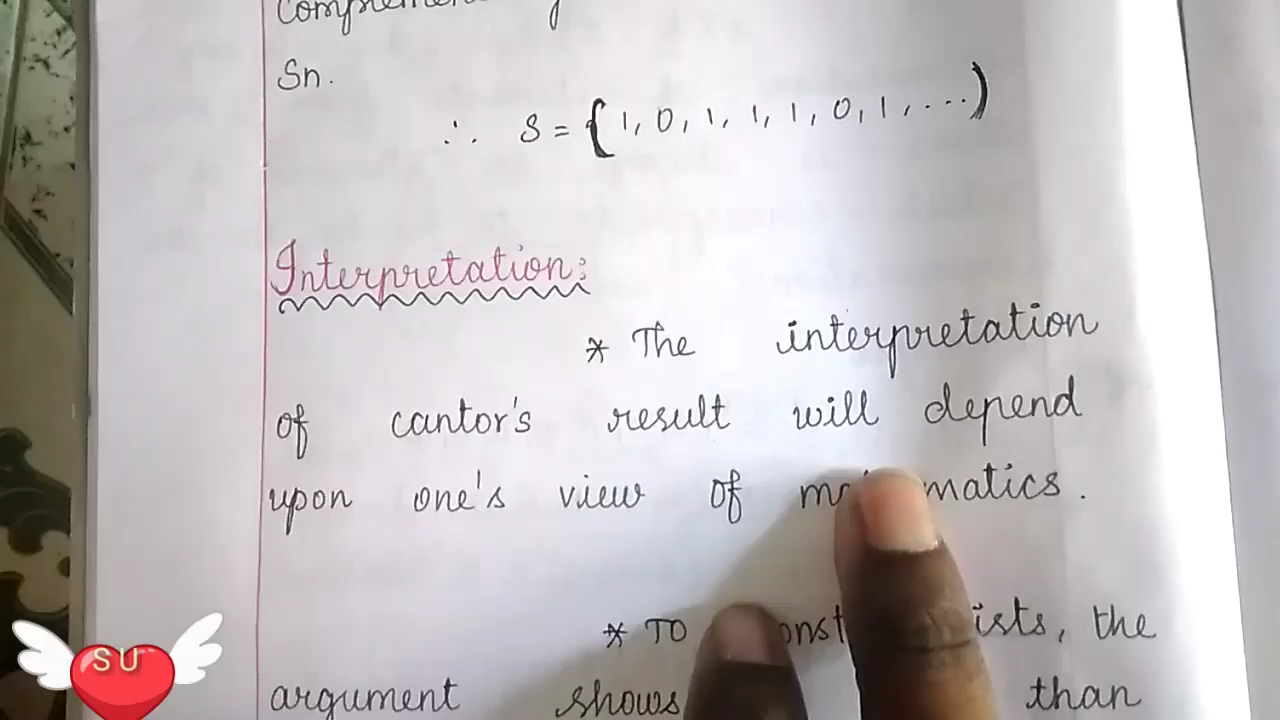 Sn.
∴ S = {1, 0, 1, 1, 1, 0, 1, ...)
Interpretation:
* The interpretation
of cantor's result will depend
upon one's view of
* To the
argument shows than
SU